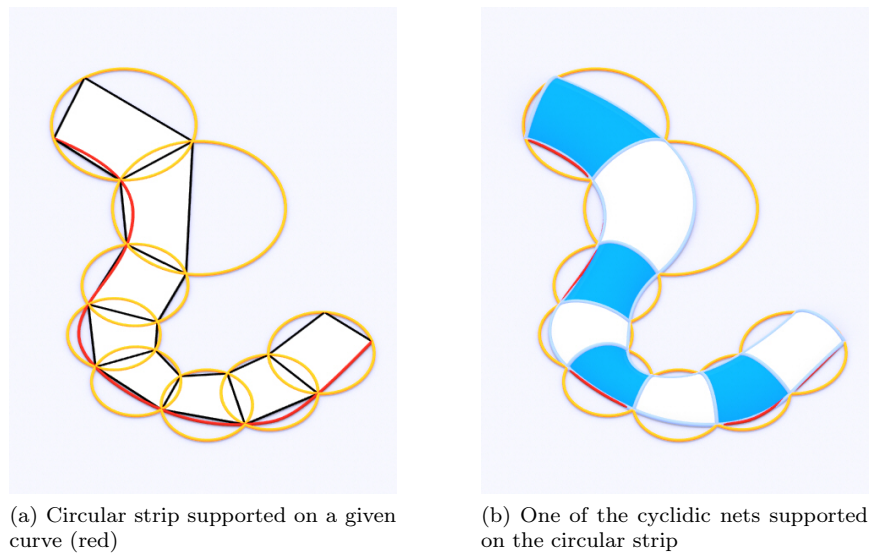 (a) Circular strip supported on a given
curve (red)
(b) One of the cyclidic nets supported
on the circular strip